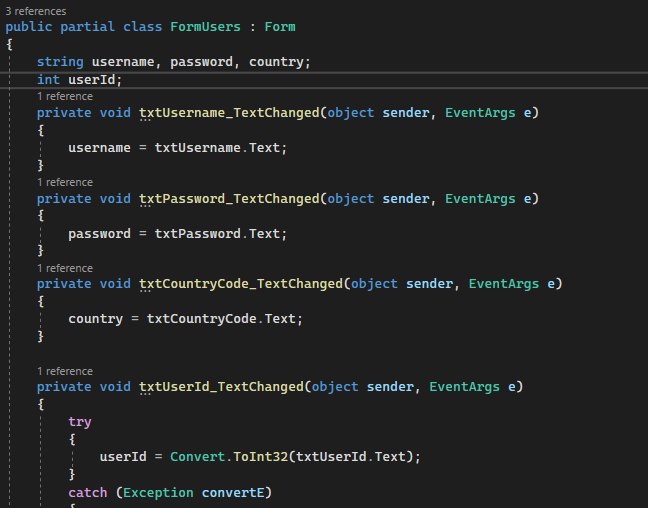 3 references
public partial class FormUsers : Form
{
string username, password, country;
int userId;
1 reference
private void txtUsername_TextChanged(object sender, EventArgs e)
{
username = txtUsername.Text;
}
1 reference
private void txtPassword_TextChanged(object sender, EventArgs e)
{
password = txtPassword.Text;
}
1 reference
private void txtCountryCode_TextChanged(object sender, EventArgs e)
{
country = txtCountryCode.Text;
}
1 reference
private void txtUserId_TextChanged(object sender, EventArgs e)
{
try
{
userId = Convert.ToInt32(txtUserId.Text);
}
catch (Exception convertE)
{